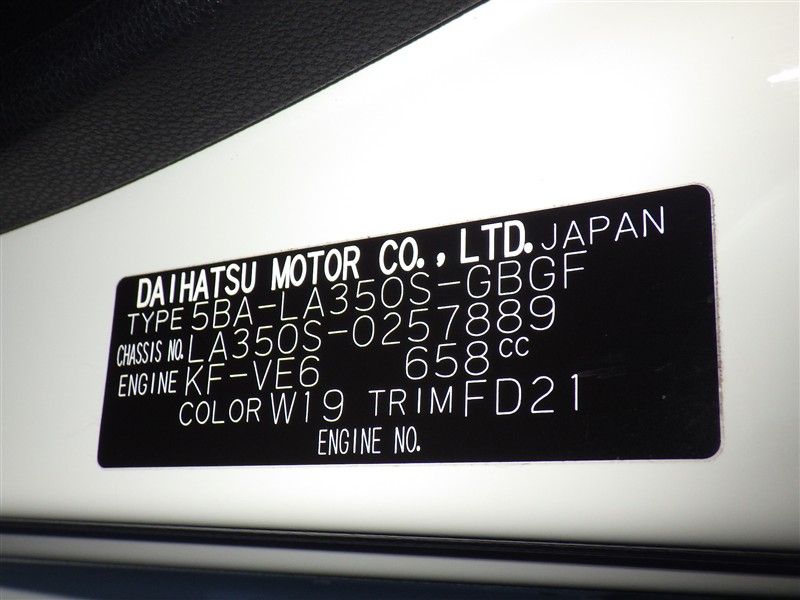 DAIHATSU MOTOR CO., LTD. JAPAN
TYPE 5BA-LA350S-GBGF
CHASSIS NO. LA350S-0257889
ENGINE KF-VE6 658CC
COLOR W19 TRIM FD21
ENGINE NO.